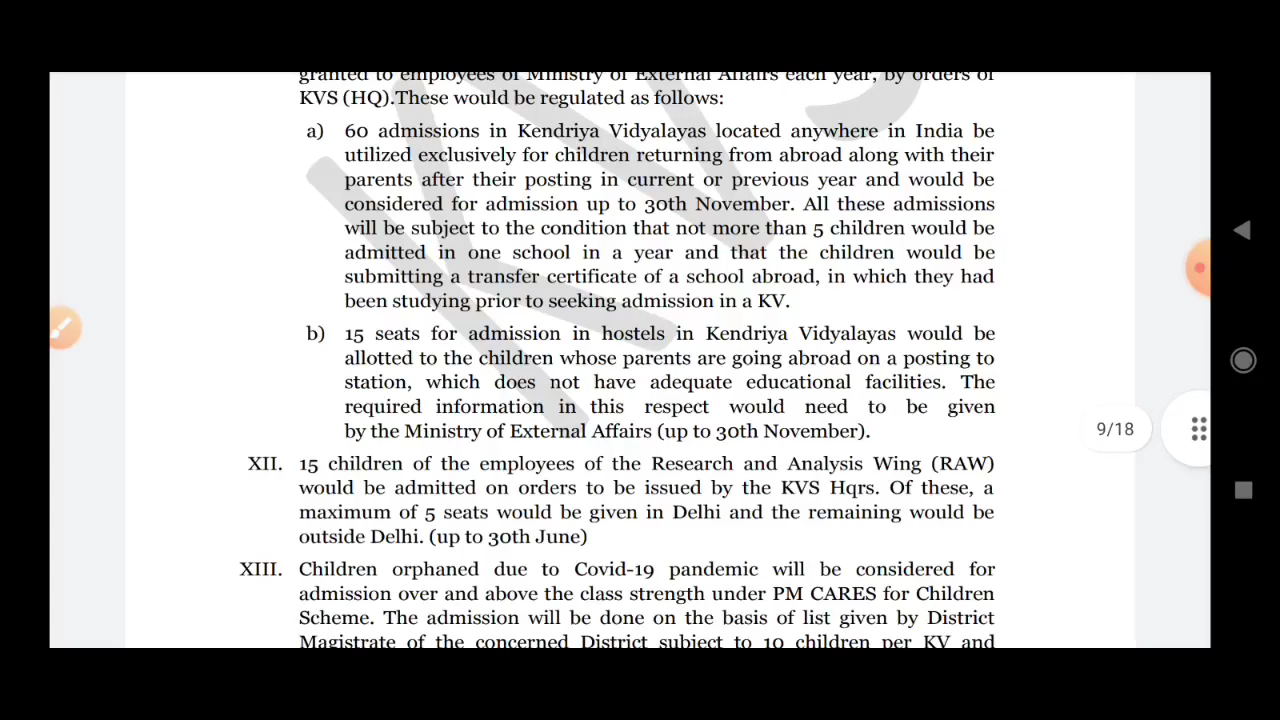 granted to employees of Ministry of External Affairs each year, by orders of
KVS (HQ).These would be regulated as follows:
a) 60 admissions in Kendriya Vidyalayas located anywhere in India be
utilized exclusively for children returning from abroad along with their
parents after their posting in current or previous year and would be
considered for admission up to 30th November. All these admissions
will be subject to the condition that not more than 5 children would be
admitted in one school in a year and that the children would be
submitting a transfer certificate of a school abroad, in which they had
been studying prior to seeking admission in a KV.
b) 15 seats for admission in hostels in Kendriya Vidyalayas would be
allotted to the children whose parents are going abroad on a posting to
station, which does not have adequate educational facilities. The
required information in this respect would need to be given
by the Ministry of External Affairs (up to 30th November).
9/18
XII. 15 children of the employees of the Research and Analysis Wing (RAW)
would be admitted on orders to be issued by the KVS Hqrs. Of these, a
maximum of 5 seats would be given in Delhi and the remaining would be
outside Delhi. (up to 30th June)
XIII. Children orphaned due to Covid-19 pandemic will be considered for
admission over and above the class strength under PM CARES for Children
Scheme. The admission will be done on the basis of list given by District
Magistrate of the concerned District subject to 10 children per KV and